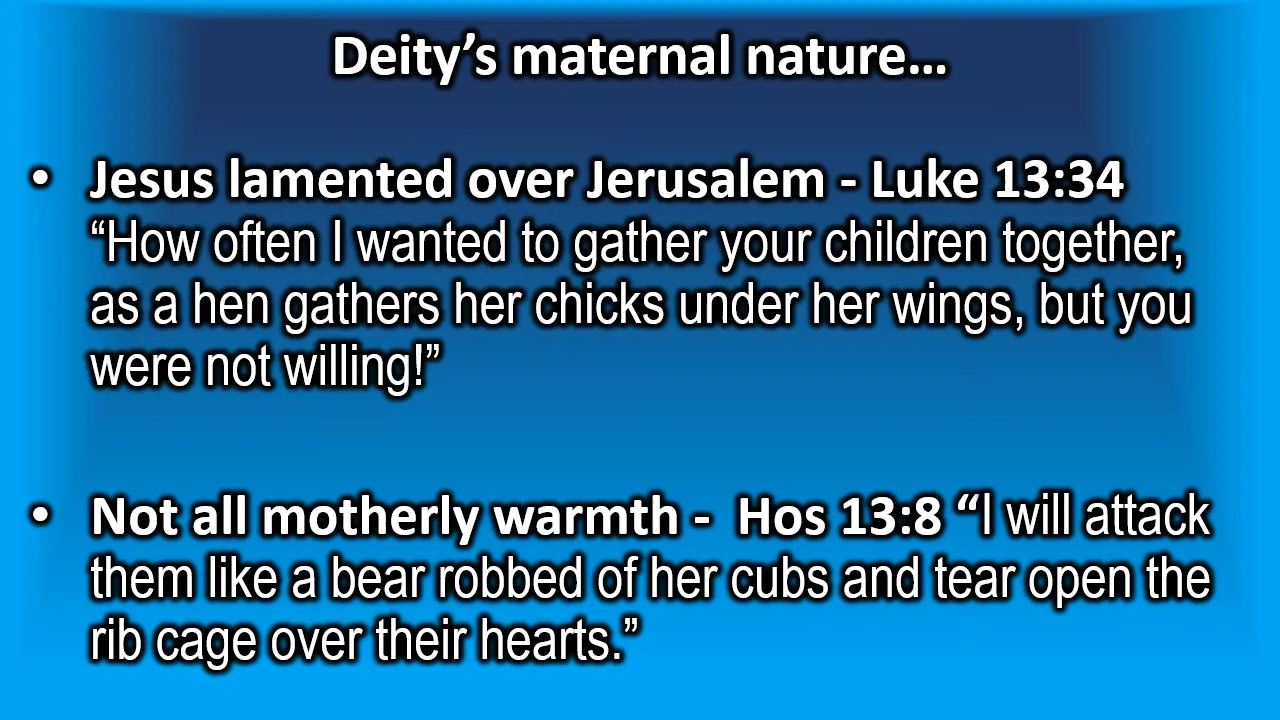 Deity’s maternal nature…
• Jesus lamented over Jerusalem - Luke 13:34
“How often I wanted to gather your children together,
as a hen gathers her chicks under her wings, but you
were not willing!”
• Not all motherly warmth -  Hos 13:8 “I will attack
them like a bear robbed of her cubs and tear open the
rib cage over their hearts.”